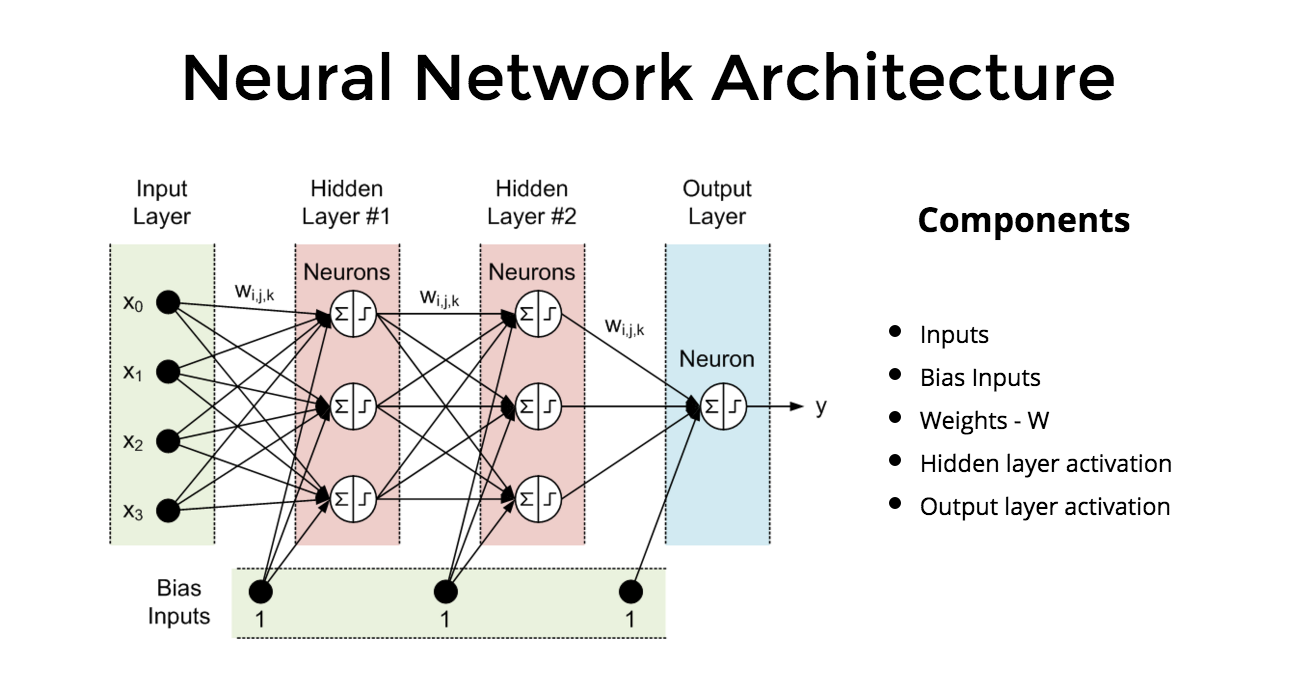 Neural Network Architecture
Input
Layer
Hidden
Layer #1
Hidden
Layer #2
Output
Layer
Components
Neurons
Neurons
Neuron
x0
x1
x2
x3
Wi,j,k
Wi,j,k
Wi,j,k
Σ
Σ
Σ
Σ
Σ
Σ
Σ
y
Bias
Inputs
1
1
1
• Inputs
• Bias Inputs
• Weights - W
• Hidden layer activation
• Output layer activation